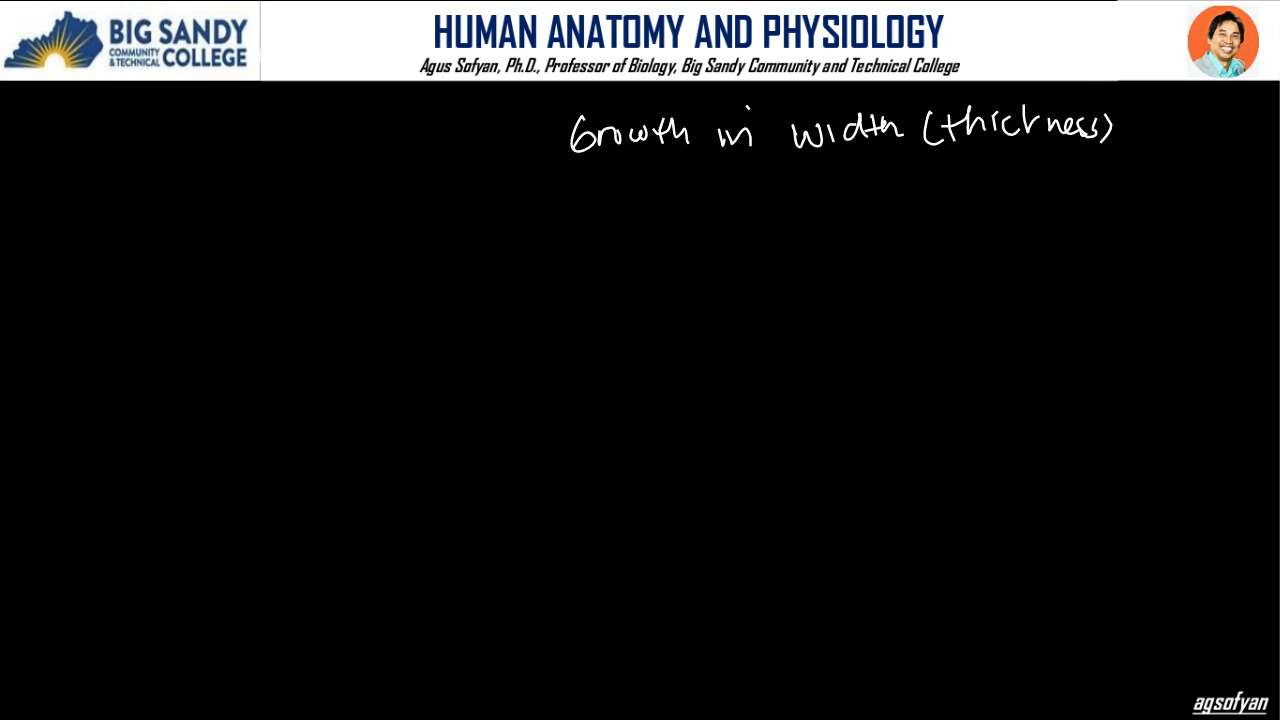 BIG SANDY
COMMUNITY & TECHNICAL COLLEGE
HUMAN ANATOMY AND PHYSIOLOGY
Agus Sofyan, Ph.D., Professor of Biology, Big Sandy Community and Technical College
Growth in width (thickness)
agsofyan